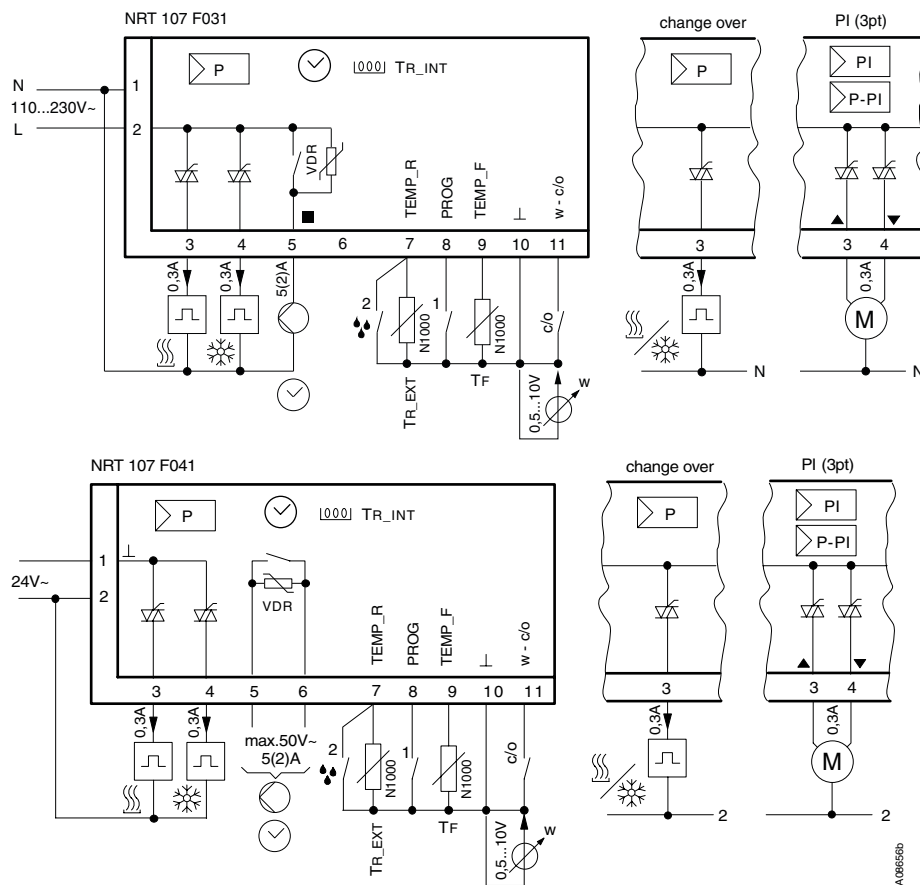 NRT 107 F031
change over
PI (3pt)
P
TR_INT
P
PI
P-PI
N
1
110...230V~
L
2
VDR
TEMP_R
PROG
TEMP_F
⊥
w - c/o
3 4 5 6 7 8 9 10 11
3
3 4
0,3A
0,3A
5(2)A
2
N1000
1
N1000
c/o
0,3A
0,3A
M
TR_EXT
TF
0,5...10V
w
N
N
NRT 107 F041
change over
PI (3pt)
P
TR_INT
P
PI
P-PI
1
⊥
24V~
2
VDR
TEMP_R
PROG
TEMP_F
⊥
w - c/o
3 4 5 6 7 8 9 10 11
3
3 4
0,3A
0,3A
max.50V~
5(2)A
2
N1000
1
N1000
c/o
0,3A
0,3A
M
TR_EXT
TF
0,5...10V
w
2
2
A08656b